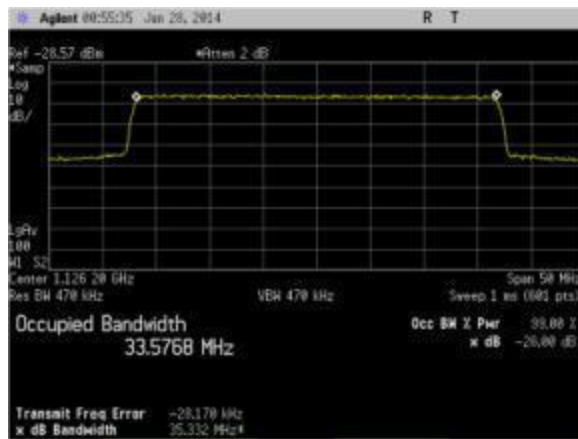 Agilent 00:55:35 Jan 28, 2014 R T
Ref -28.57 dBm #Atten 2 dB
#Samp
Log
10
dB/
LgAv
100
W1 S2
Center 1.126 20 GHz Span 50 MHz
Res BW 470 kHz VBW 470 kHz Sweep 1 ms (601 pts)
Occupied Bandwidth Occ BW % Pwr 99.00 %
33.5768 MHz x dB -26.00 dB
Transmit Freq Error -28.170 kHz
x dB Bandwidth 35.332 MHz*